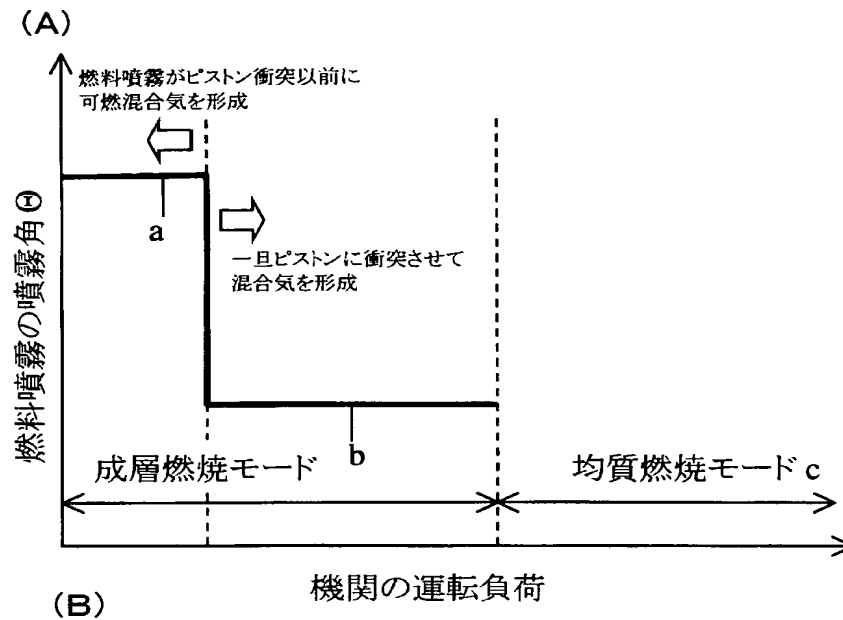 (A)
燃料噴霧がピストン衝突以前に
可燃混合気を形成
a
一旦ピストンに衝突させて
混合気を形成
燃料噴霧の噴霧角Θ
b
成層燃焼モード
均質燃焼モード c
機関の運転負荷
(B)